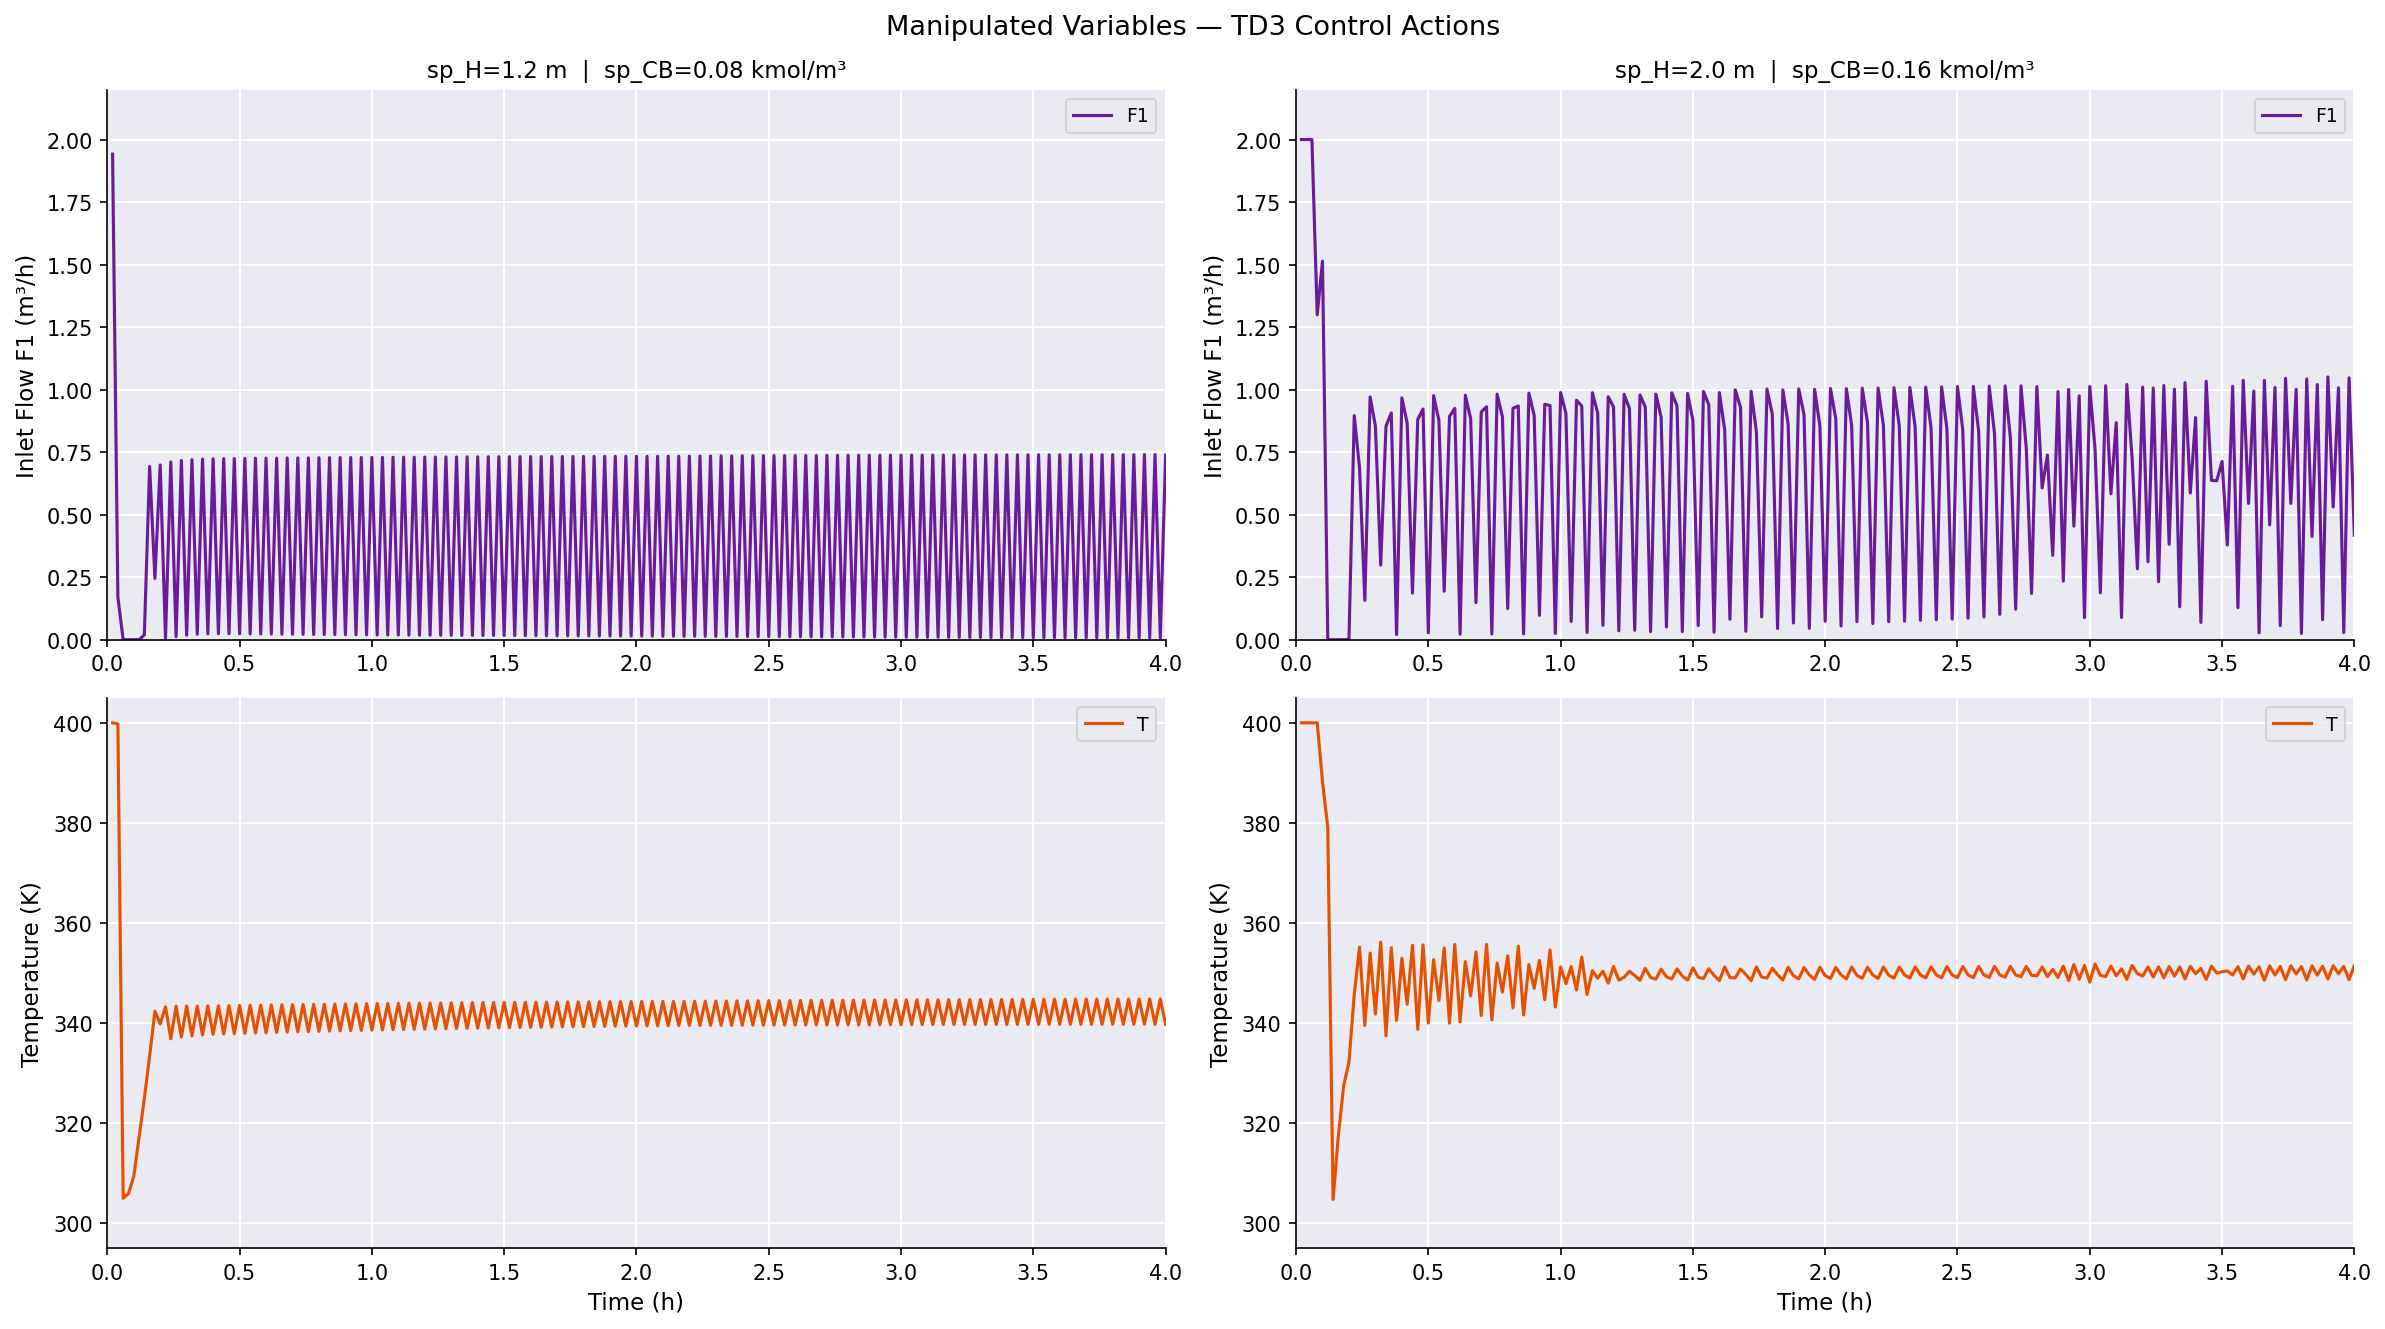 Manipulated Variables — TD3 Control Actions
sp_H=1.2 m | sp_CB=0.08 kmol/m³
sp_H=2.0 m | sp_CB=0.16 kmol/m³
F1
2.00
1.75
1.50
1.25
1.00
0.75
0.50
0.25
0.00
Inlet Flow F1 (m³/h)
0.0 0.5 1.0 1.5 2.0 2.5 3.0 3.5 4.0
F1
2.00
1.75
1.50
1.25
1.00
0.75
0.50
0.25
0.00
Inlet Flow F1 (m³/h)
0.0 0.5 1.0 1.5 2.0 2.5 3.0 3.5 4.0
T
400
380
360
340
320
300
Temperature (K)
0.0 0.5 1.0 1.5 2.0 2.5 3.0 3.5 4.0
Time (h)
T
400
380
360
340
320
300
Temperature (K)
0.0 0.5 1.0 1.5 2.0 2.5 3.0 3.5 4.0
Time (h)